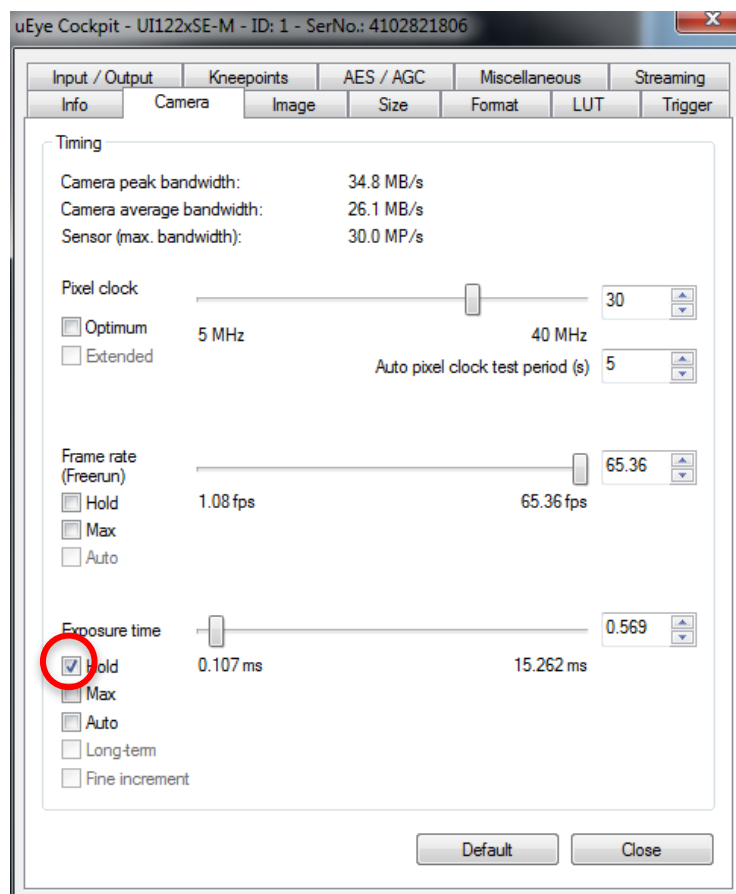 uEye Cockpit - UI122xSE-M - ID: 1 - SerNo.: 4102821806
Input / Output Kneepoints AES / AGC Miscellaneous Streaming
Info Camera Image Size Format LUT Trigger
Timing
Camera peak bandwidth: 34.8 MB/s
Camera average bandwidth: 26.1 MB/s
Sensor (max. bandwidth): 30.0 MP/s
Pixel clock 30
Optimum 5 MHz 40 MHz
Extended Auto pixel clock test period (s) 5
Frame rate
(Freerun) 65.36
Hold 1.08 fps 65.36 fps
Max
Auto
Exposure time 0.569
Hold 0.107 ms 15.262 ms
Max
Auto
Long-term
Fine increment
Default Close